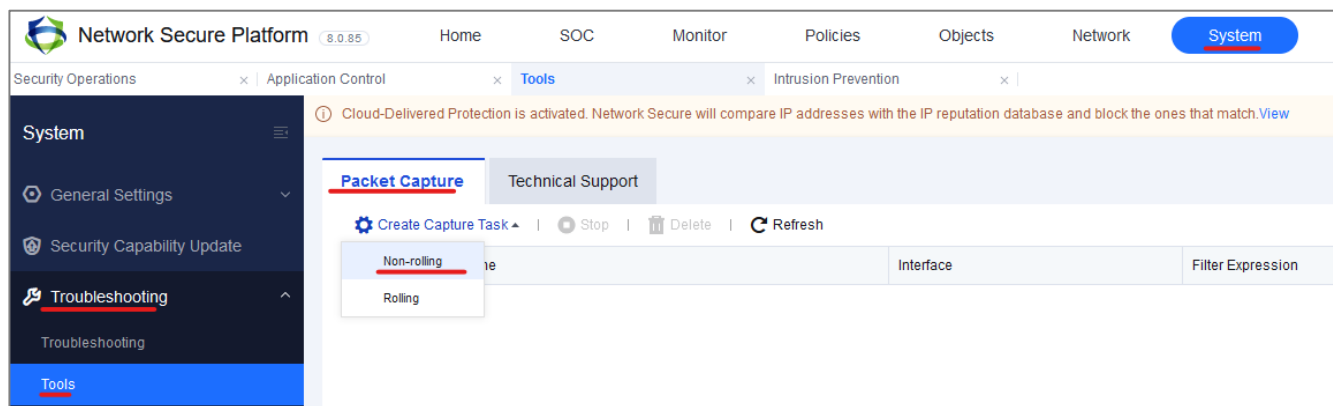 Network Secure Platform 8.0.85 Home SOC Monitor Policies Objects Network System
Security Operations × Application Control × Tools × Intrusion Prevention ×
Cloud-Delivered Protection is activated. Network Secure will compare IP addresses with the IP reputation database and block the ones that match.View
System
Packet Capture Technical Support
General Settings
Create Capture Task Stop Delete Refresh
Security Capability Update
Non-rolling Interface Filter Expression
Troubleshooting
Rolling
Troubleshooting
Tools